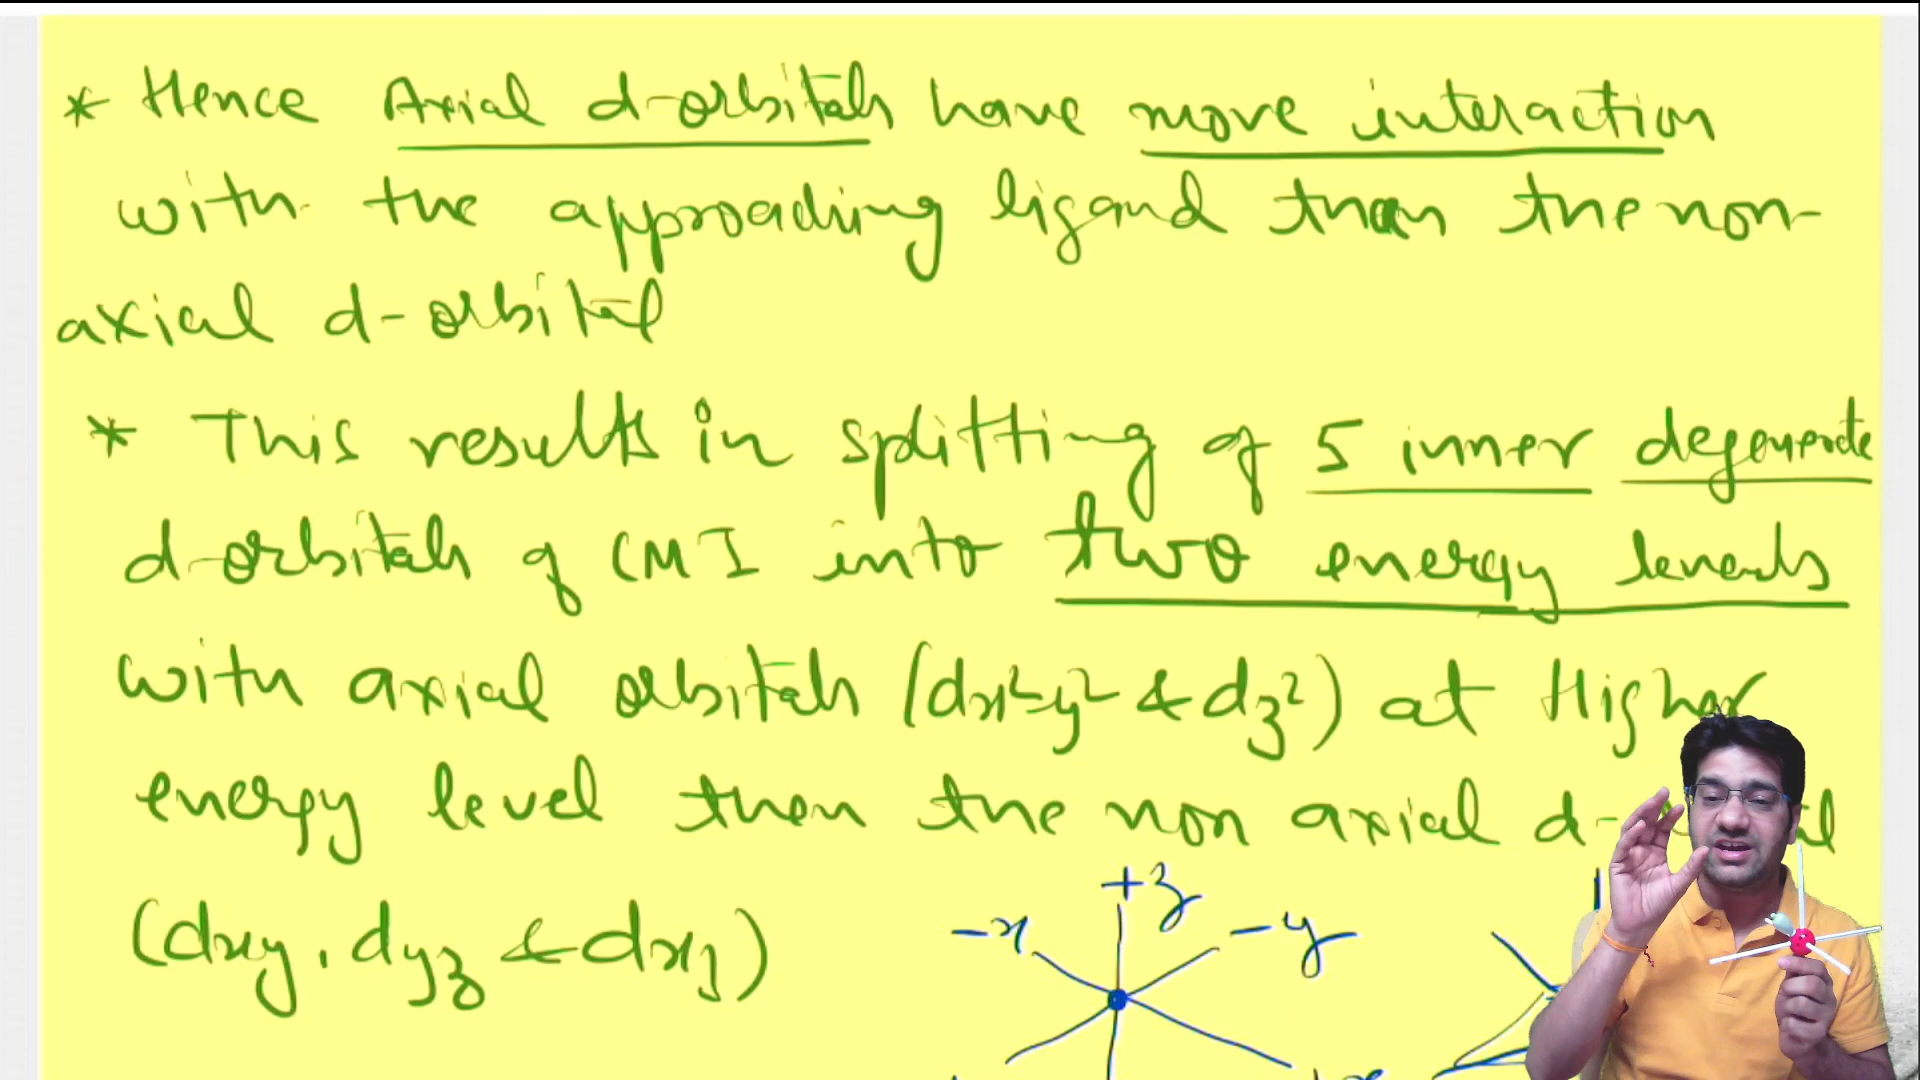 * Hence Axial d-orbitals have more interaction
with the approaching ligand than the non-
axial d-orbital
* This results in splitting of 5 inner degenerate
d-orbitals of CMI into two energy levels
with axial orbitals (dx²-y² & dz²) at Higher
energy level then the non axial d-
(dxy, dyz & dxz)
+z
-x -y